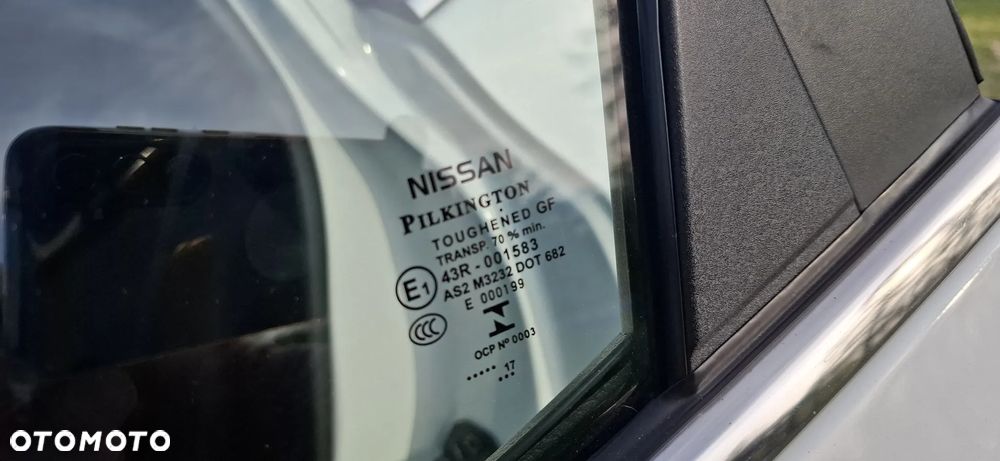 NISSAN
PILKINGTON
TOUGHENED GF
TRANSP. 70 % min.
43R - 001583
E1
AS2 M3232 DOT 682
E 000199
CCC
OCP Nº 0003
..... 17
...
OTOMOTO